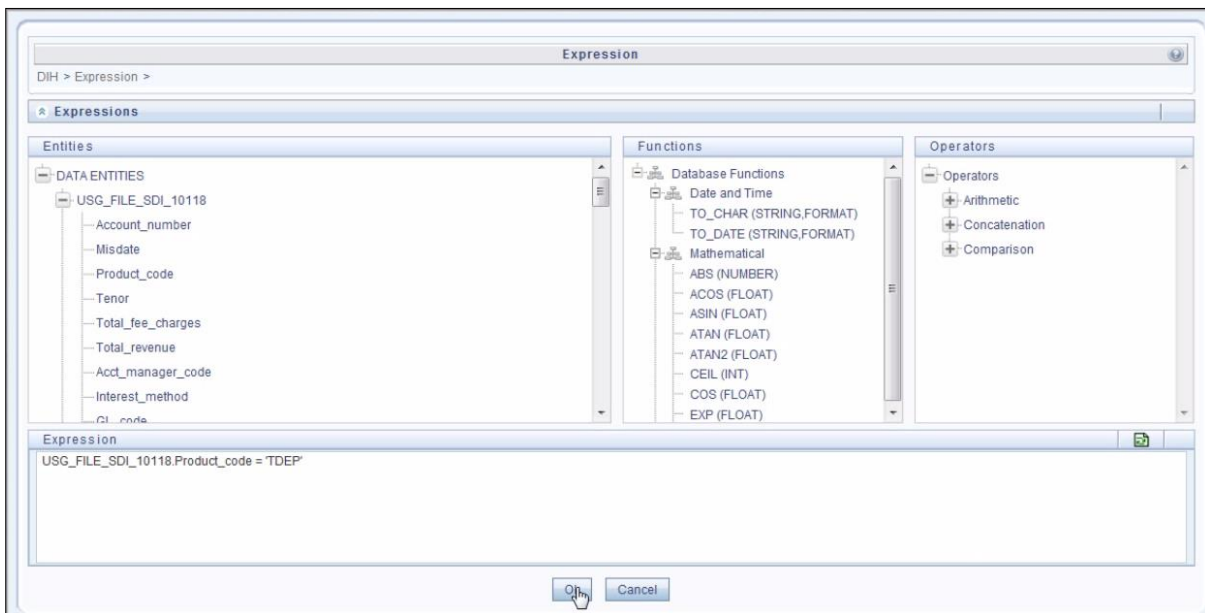 Expression
DIH > Expression >
Expressions
Entities
DATA ENTITIES
USG_FILE_SDI_10118
Account_number
Misdate
Product_code
Tenor
Total_fee_charges
Total_revenue
Acct_manager_code
Interest_method
GL_code
Functions
Database Functions
Date and Time
TO_CHAR (STRING,FORMAT)
TO_DATE (STRING,FORMAT)
Mathematical
ABS (NUMBER)
ACOS (FLOAT)
ASIN (FLOAT)
ATAN (FLOAT)
ATAN2 (FLOAT)
CEIL (INT)
COS (FLOAT)
EXP (FLOAT)
Operators
Operators
Arithmetic
Concatenation
Comparison
Expression
USG_FILE_SDI_10118.Product_code = 'TDEP'
Cancel